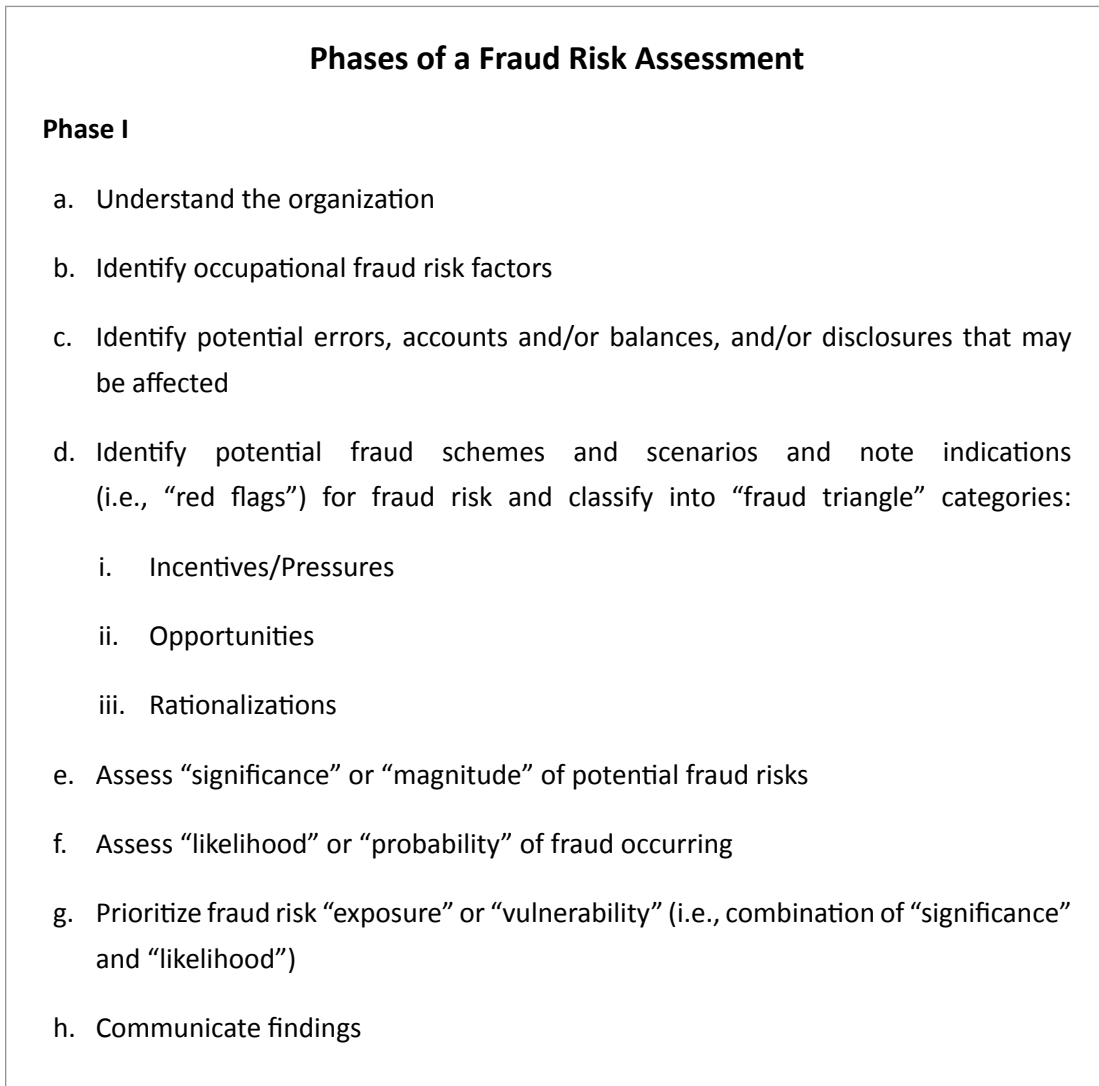 Phases of a Fraud Risk Assessment
Phase I
a. Understand the organization
b. Identify occupational fraud risk factors
c. Identify potential errors, accounts and/or balances, and/or disclosures that may
be affected
d. Identify potential fraud schemes and scenarios and note indications
(i.e., “red flags”) for fraud risk and classify into “fraud triangle” categories:
i. Incentives/Pressures
ii. Opportunities
iii. Rationalizations
e. Assess “significance” or “magnitude” of potential fraud risks
f. Assess “likelihood” or “probability” of fraud occurring
g. Prioritize fraud risk “exposure” or “vulnerability” (i.e., combination of “significance”
and “likelihood”)
h. Communicate findings